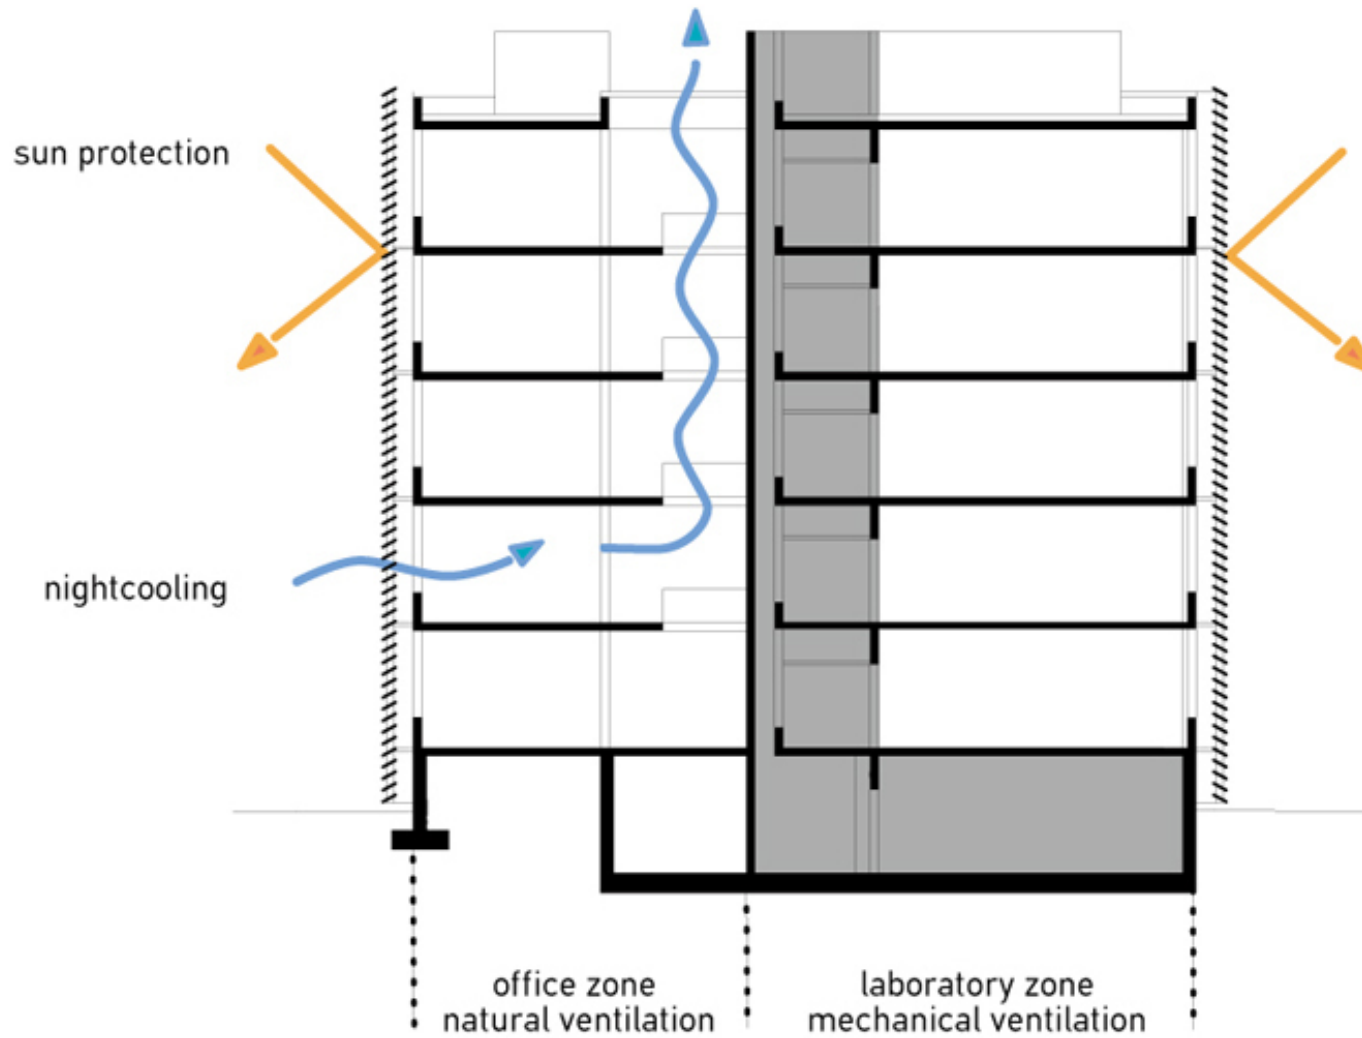 sun protection
nightcooling
office zone
natural ventilation
laboratory zone
mechanical ventilation